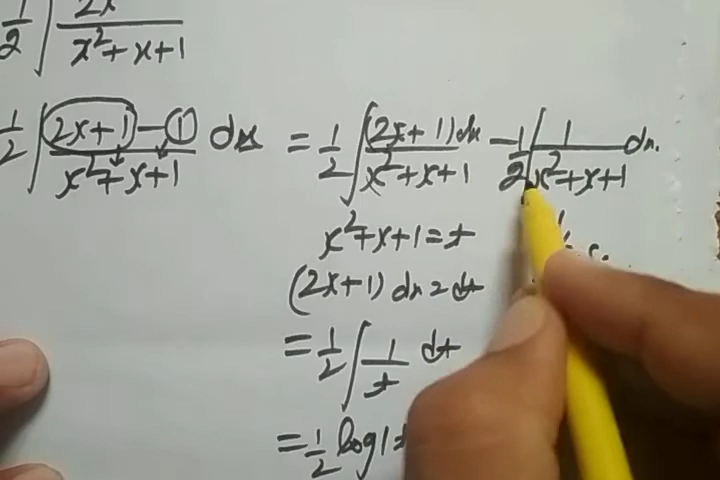 1/2 ∫ 2x / x² + x + 1
1/2 ∫ (2x + 1) − 1 / x² + x + 1 dx = 1/2 ∫ (2x + 1) dx / x² + x + 1 − 1/2 ∫ 1 / x² + x + 1 dx.
x² + x + 1 = t
(2x + 1) dx = dt
= 1/2 ∫ 1/t dt
= 1/2 log | t